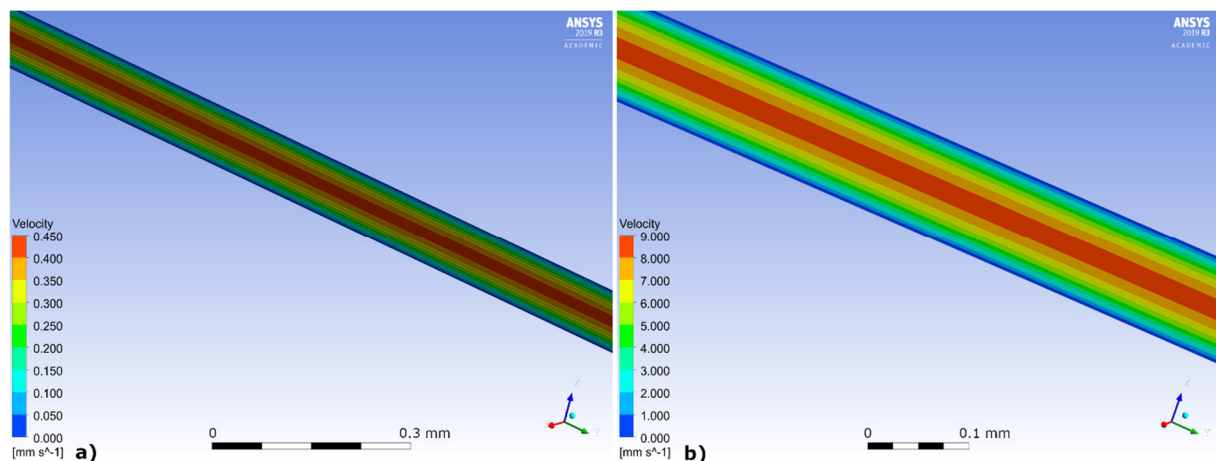 ANSYS
2019 R3
ACADEMIC
Velocity
0.450
0.400
0.350
0.300
0.250
0.200
0.150
0.100
0.050
0.000
[mm s^-1]
a)
0 0.3 mm
Z
Y
ANSYS
2019 R3
ACADEMIC
Velocity
9.000
8.000
7.000
6.000
5.000
4.000
3.000
2.000
1.000
0.000
[mm s^-1]
b)
0 0.1 mm
Z
Y